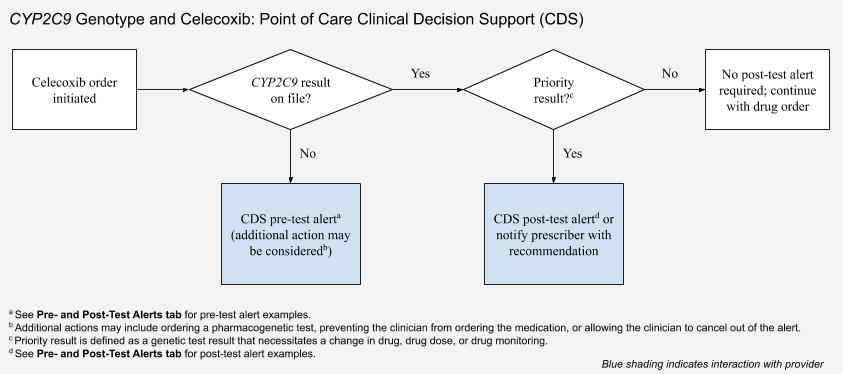 CYP2C9 Genotype and Celecoxib: Point of Care Clinical Decision Support (CDS)
Celecoxib order
initiated
CYP2C9 result
on file?
Yes
Priority
result?c
No
No post-test alert
required; continue
with drug order
No
Yes
CDS pre-test alerta
(additional action may
be consideredb)
CDS post-test alertd or
notify prescriber with
recommendation
a See Pre- and Post-Test Alerts tab for pre-test alert examples.
b Additional actions may include ordering a pharmacogenetic test, preventing the clinician from ordering the medication, or allowing the clinician to cancel out of the alert.
c Priority result is defined as a genetic test result that necessitates a change in drug, drug dose, or drug monitoring.
d See Pre- and Post-Test Alerts tab for post-test alert examples.
Blue shading indicates interaction with provider